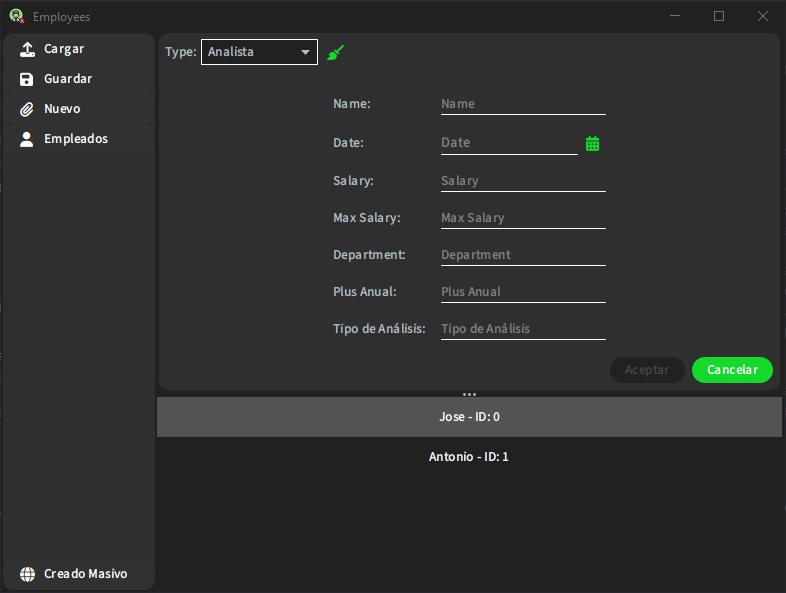 Employees
Cargar
Guardar
Nuevo
Empleados
Creado Masivo
Type: Analista
Name: Name
Date: Date
Salary: Salary
Max Salary: Max Salary
Department: Department
Plus Anual: Plus Anual
Tipo de Análisis: Tipo de Análisis
Aceptar Cancelar
Jose - ID: 0
Antonio - ID: 1